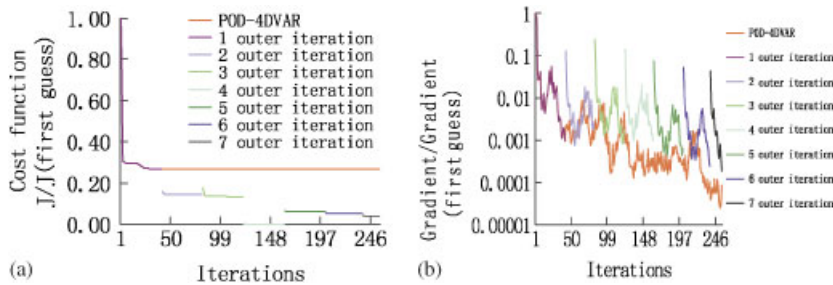 1.00
0.80
0.60
0.40
0.20
0.00
Cost function
J/J(first guess)
POD-4DVAR
1 outer iteration
2 outer iteration
3 outer iteration
4 outer iteration
5 outer iteration
6 outer iteration
7 outer iteration
1 50 99 148 197 246
(a) Iterations
1
0.1
0.01
0.001
0.0001
0.00001
Gradient/Gradient
(first guess)
POD-4DVAR
1 outer iteration
2 outer iteration
3 outer iteration
4 outer iteration
5 outer iteration
6 outer iteration
7 outer iteration
1 50 99 148 197 246
(b) Iterations